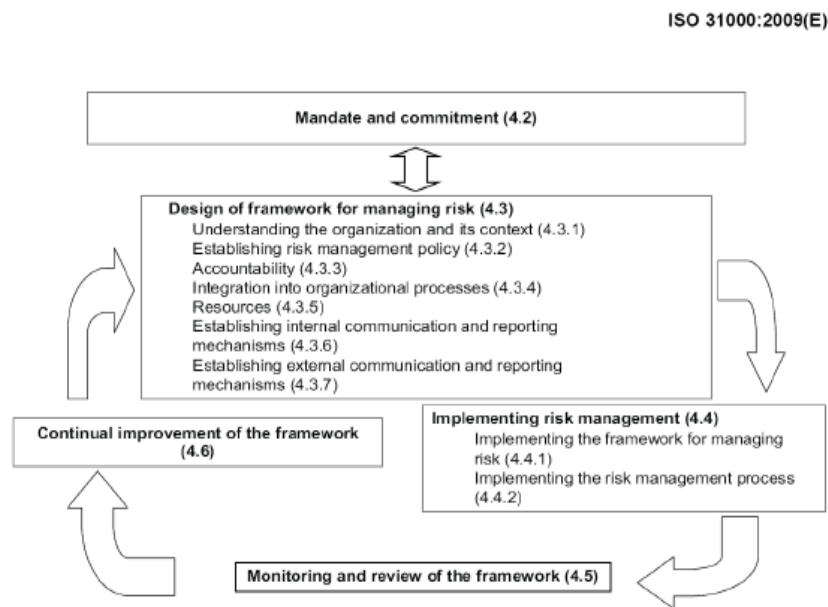 ISO 31000:2009(E)
Mandate and commitment (4.2)
Design of framework for managing risk (4.3)
Understanding the organization and its context (4.3.1)
Establishing risk management policy (4.3.2)
Accountability (4.3.3)
Integration into organizational processes (4.3.4)
Resources (4.3.5)
Establishing internal communication and reporting
mechanisms (4.3.6)
Establishing external communication and reporting
mechanisms (4.3.7)
Implementing risk management (4.4)
Implementing the framework for managing
risk (4.4.1)
Implementing the risk management process
(4.4.2)
Continual improvement of the framework
(4.6)
Monitoring and review of the framework (4.5)